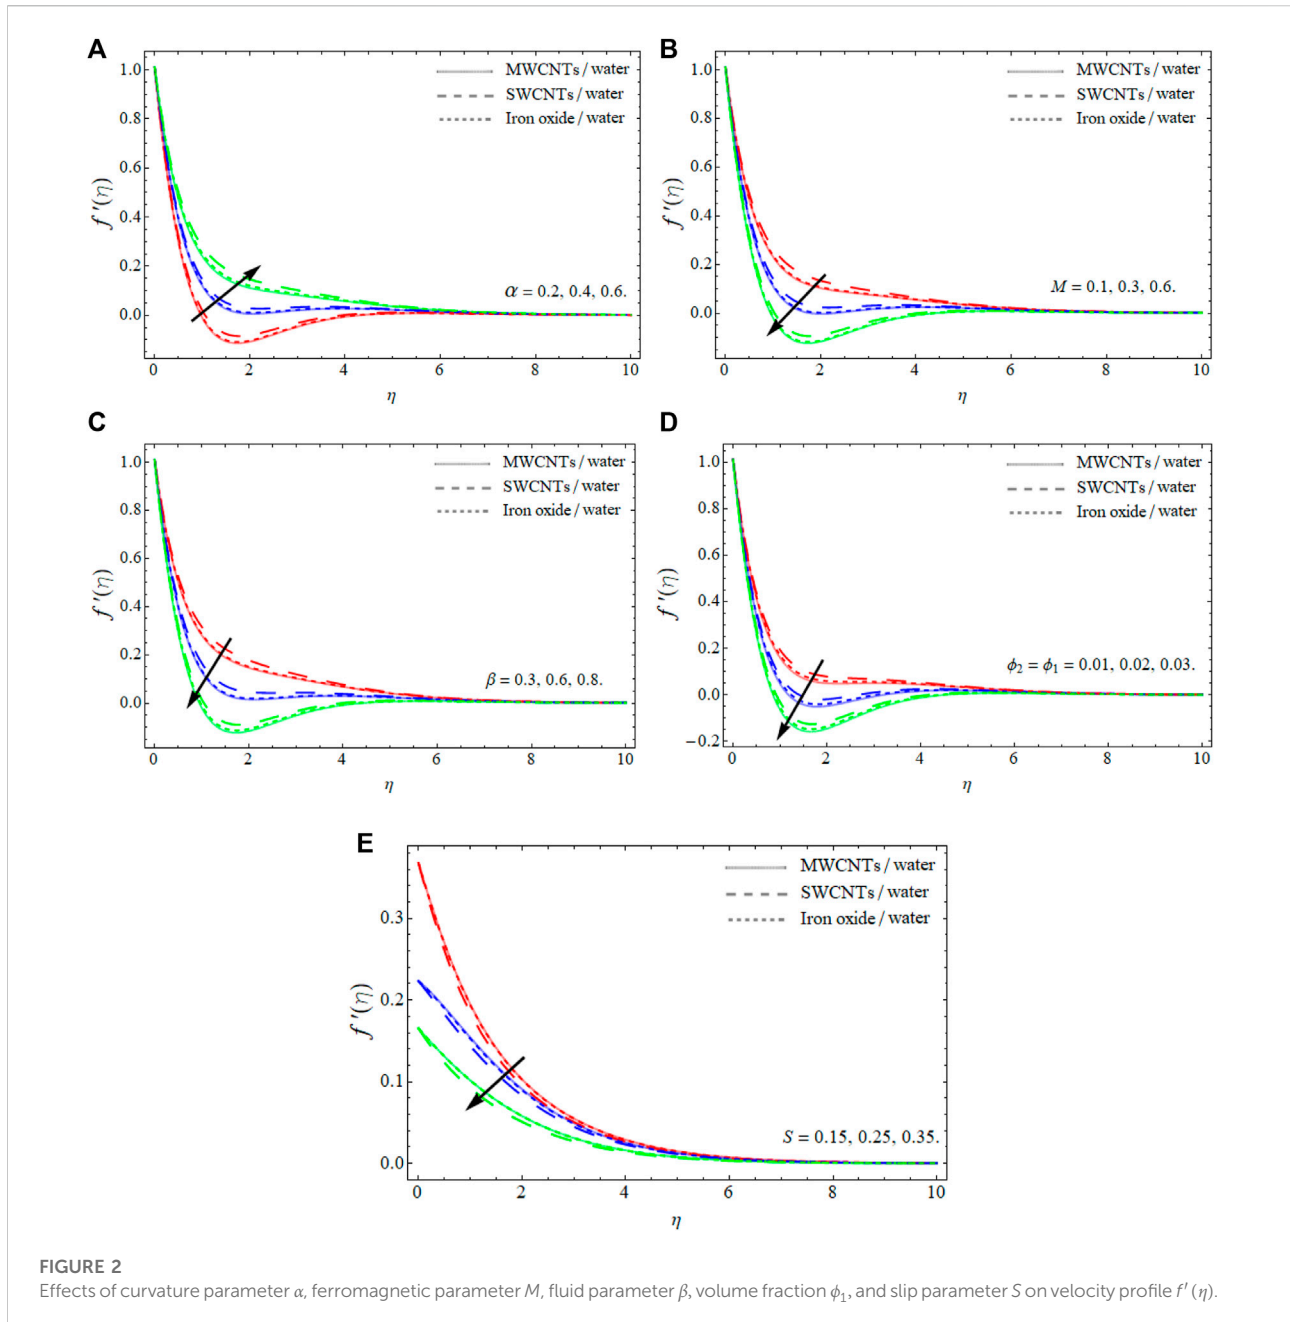 A
1.0
0.8
0.6
0.4
0.2
0.0
f ′(η)
MWCNTs / water
SWCNTs / water
Iron oxide / water
α = 0.2, 0.4, 0.6.
0 2 4 6 8 10
η
B
1.0
0.8
0.6
0.4
0.2
0.0
f ′(η)
MWCNTs / water
SWCNTs / water
Iron oxide / water
M = 0.1, 0.3, 0.6.
0 2 4 6 8 10
η
C
1.0
0.8
0.6
0.4
0.2
0.0
f ′(η)
MWCNTs / water
SWCNTs / water
Iron oxide / water
β = 0.3, 0.6, 0.8.
0 2 4 6 8 10
η
D
1.0
0.8
0.6
0.4
0.2
0.0
−0.2
f ′(η)
MWCNTs / water
SWCNTs / water
Iron oxide / water
ϕ₂ = ϕ₁ = 0.01, 0.02, 0.03.
0 2 4 6 8 10
η
E
0.3
0.2
0.1
0.0
f ′(η)
MWCNTs / water
SWCNTs / water
Iron oxide / water
S = 0.15, 0.25, 0.35.
0 2 4 6 8 10
η
FIGURE 2
Effects of curvature parameter α, ferromagnetic parameter M, fluid parameter β, volume fraction ϕ₁, and slip parameter S on velocity profile f′ (η).